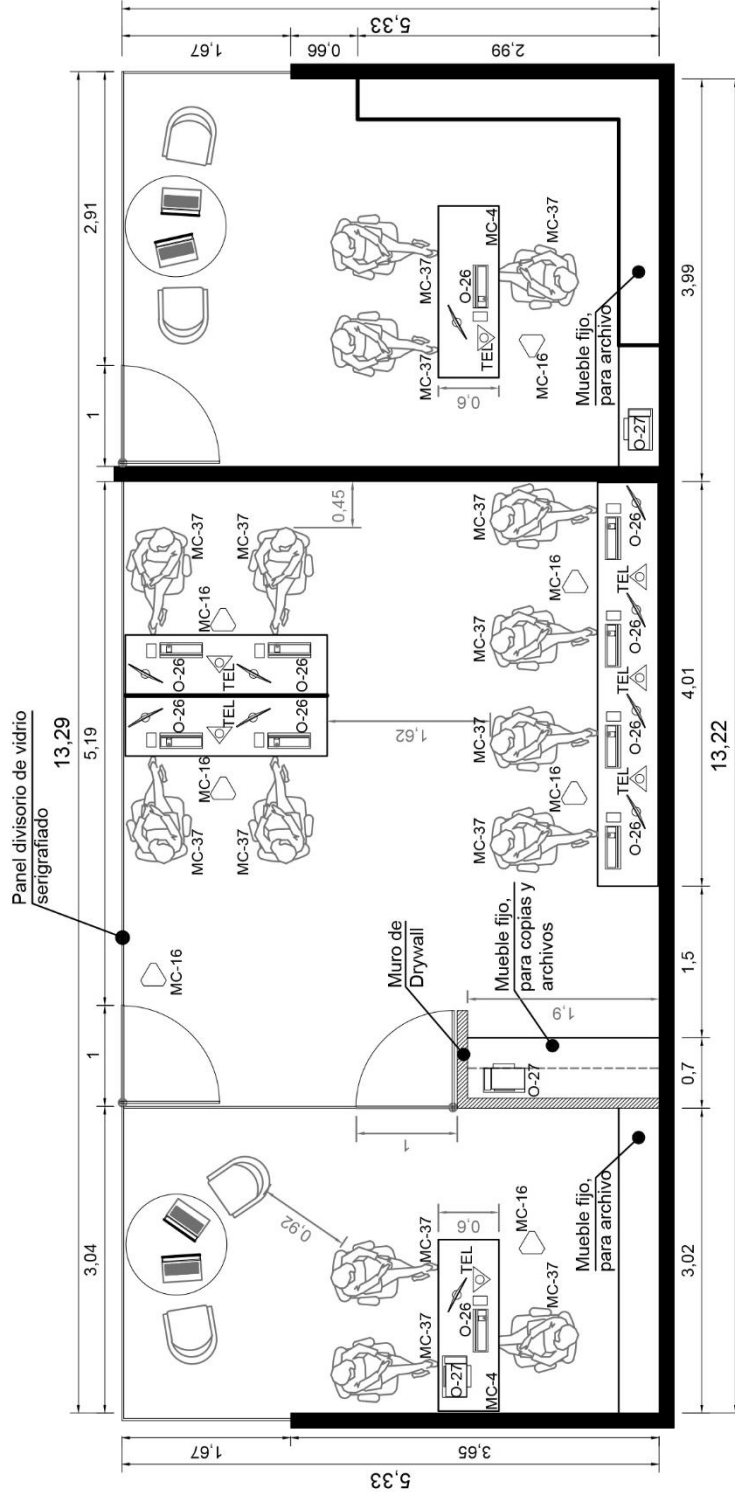 Panel divisorio de vidrio
serigrafiado
13,29
3,04
1
5,19
1
2,91
1,67
1,67
5,33
5,33
0,66
3,65
2,99
MC-16
MC-37
MC-37
O-26
O-26
TEL
TEL
MC-16
MC-16
O-26
O-26
MC-37
MC-37
0,45
0,92
1,62
1
MC-37
MC-37
O-27
O-26
TEL
MC-4
0,6
MC-37
MC-16
Mueble fijo,
para archivo
Muro de
Drywall
Mueble fijo,
para copias y
archivos
1,9
O-27
MC-37
MC-37
MC-37
MC-37
MC-16
MC-16
O-26
TEL
O-26
TEL
O-26
TEL
O-26
MC-37
MC-37
TEL
O-26
MC-4
0,6
MC-16
MC-37
Mueble fijo,
para archivo
O-27
3,02
0,7
1,5
4,01
3,99
13,22